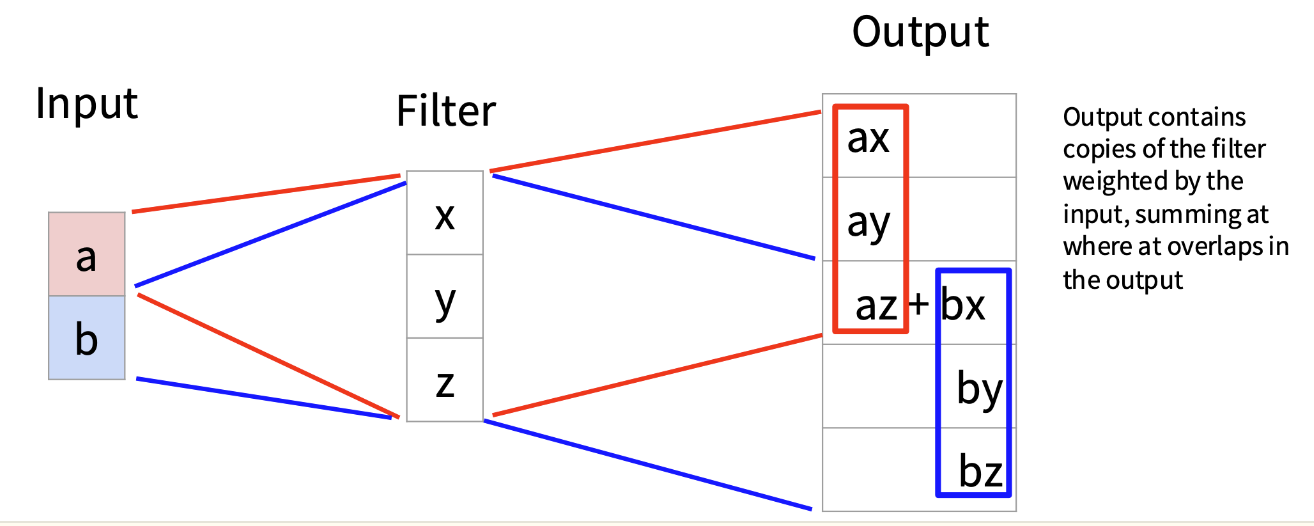 Input
a
b
Filter
x
y
z
Output
ax
ay
az + bx
by
bz
Output contains
copies of the filter
weighted by the
input, summing at
where at overlaps in
the output